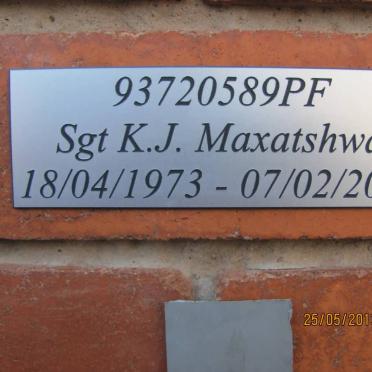 93720589PF
Sgt K.J. Maxatshwa
18/04/1973 - 07/02/20
25/05/201